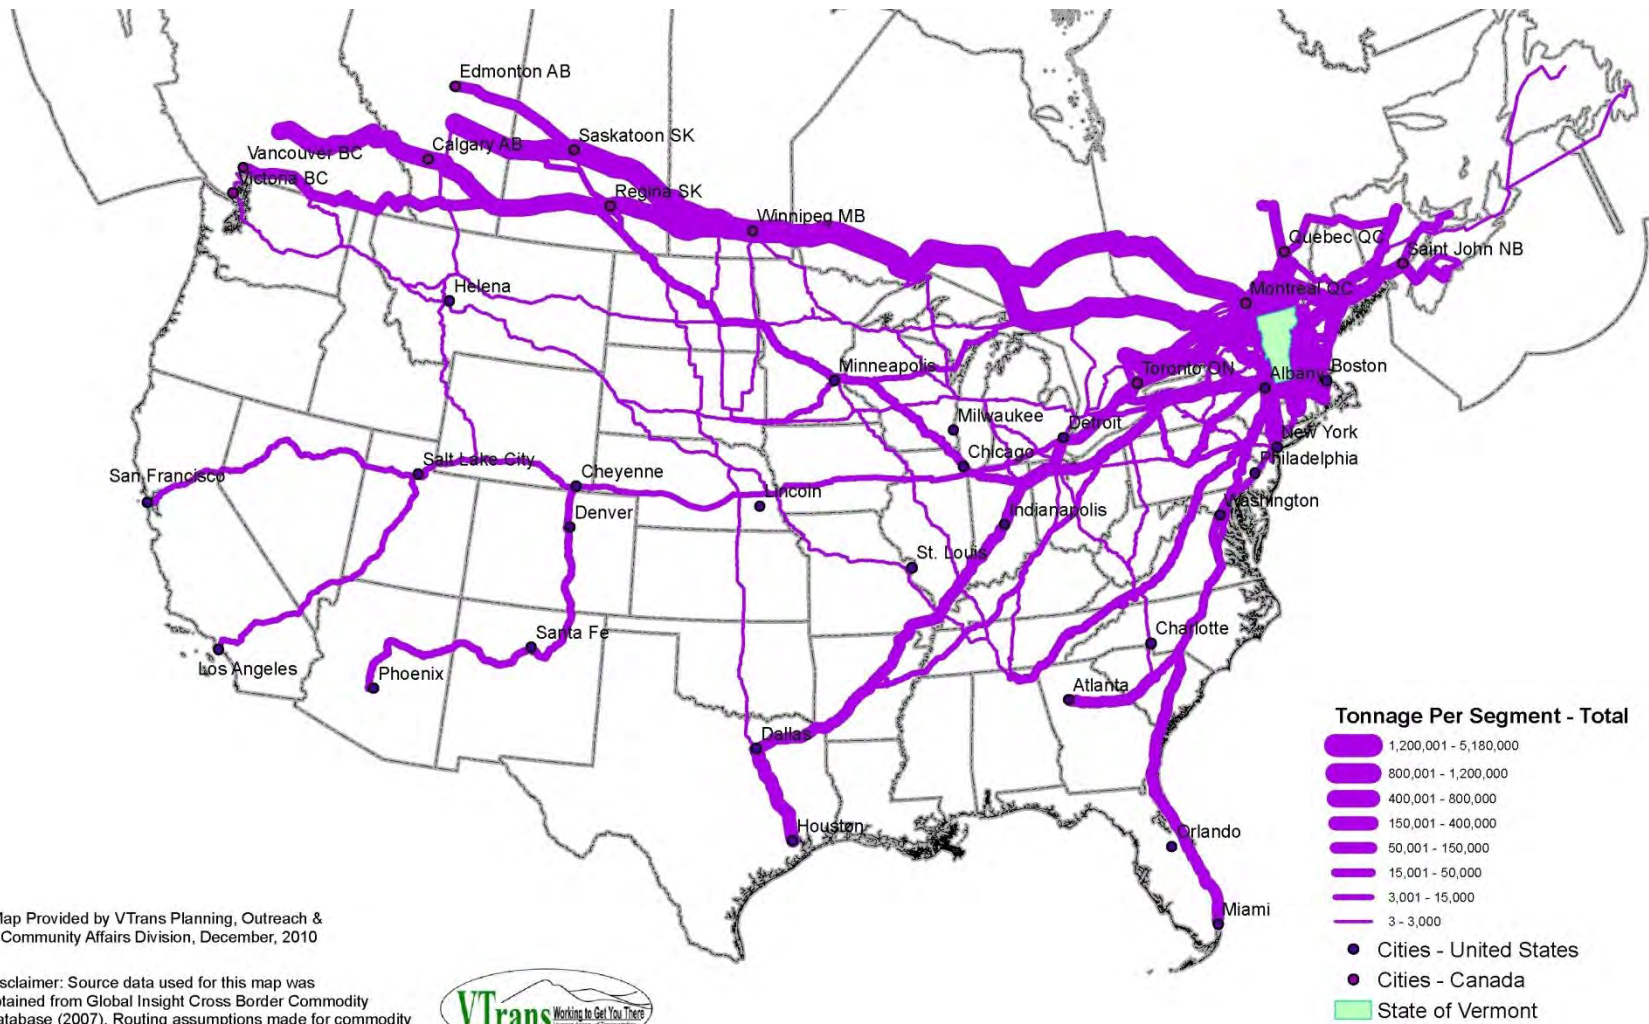 Edmonton AB
Saskatoon SK
Calgary AB
Vancouver BC
Victoria BC
Regina SK
Winnipeg MB
Quebec QC
Saint John NB
Montreal QC
Helena
Minneapolis
Toronto ON
Albany
Boston
Milwaukee
Detroit
New York
Chicago
Philadelphia
Salt Lake City
San Francisco
Cheyenne
Lincoln
Washington
Denver
Indianapolis
St. Louis
Santa Fe
Charlotte
Los Angeles
Phoenix
Atlanta
Dallas
Houston
Orlando
Miami
Tonnage Per Segment - Total
1,200,001 - 5,180,000
800,001 - 1,200,000
400,001 - 800,000
150,001 - 400,000
50,001 - 150,000
15,001 - 50,000
3,001 - 15,000
3 - 3,000
Cities - United States
Cities - Canada
State of Vermont
Map Provided by VTrans Planning, Outreach &
Community Affairs Division, December, 2010
sclaimer: Source data used for this map was
btained from Global Insight Cross Border Commodity
atabase (2007). Routing assumptions made for commodity
VTrans Working to Get You There